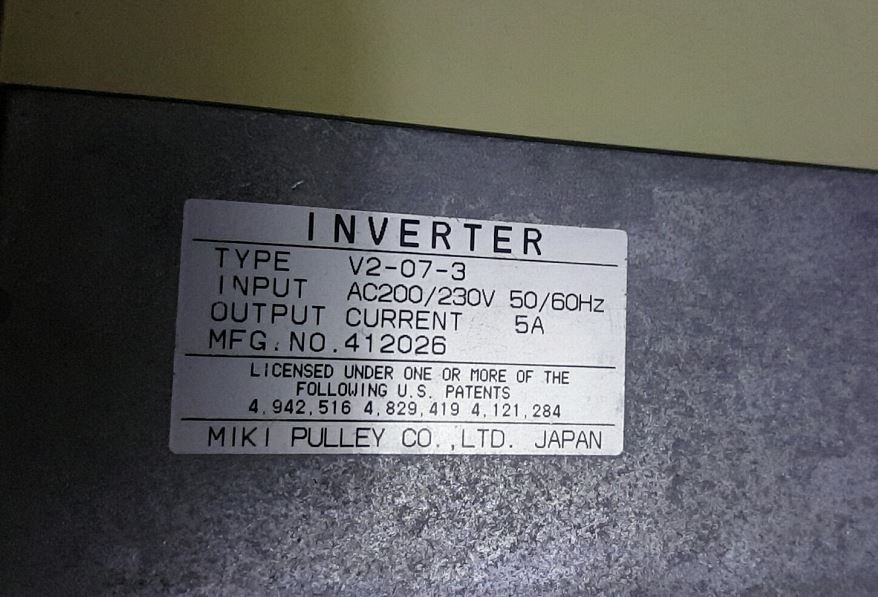 INVERTER
TYPE V2-07-3
INPUT AC200/230V 50/60Hz
OUTPUT CURRENT 5A
MFG.NO.412026
LICENSED UNDER ONE OR MORE OF THE
FOLLOWING U.S. PATENTS
4,942,516 4,829,419 4,121,284
MIKI PULLEY CO.,LTD. JAPAN